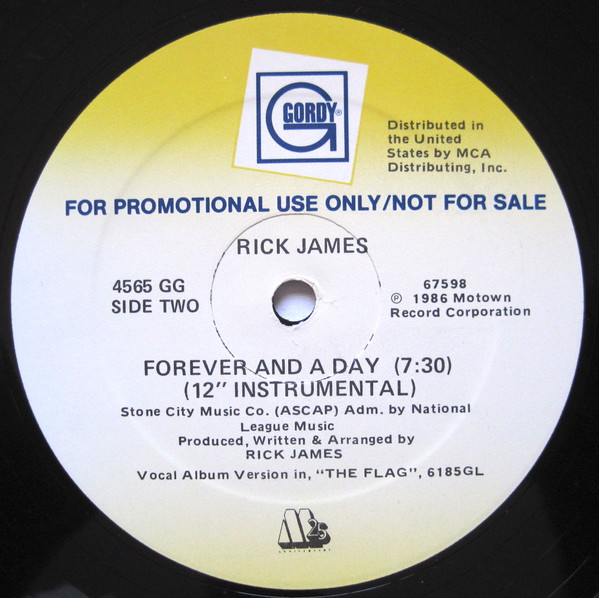 GORDY®
Distributed in
the United
States by MCA
Distributing, Inc.
FOR PROMOTIONAL USE ONLY/NOT FOR SALE
RICK JAMES
4565 GG
SIDE TWO
67598
℗ 1986 Motown
Record Corporation
FOREVER AND A DAY (7:30)
(12" INSTRUMENTAL)
Stone City Music Co. (ASCAP) Adm. by National
League Music
Produced, Written & Arranged by
RICK JAMES
Vocal Album Version in, "THE FLAG", 6185GL
M25
anniversary